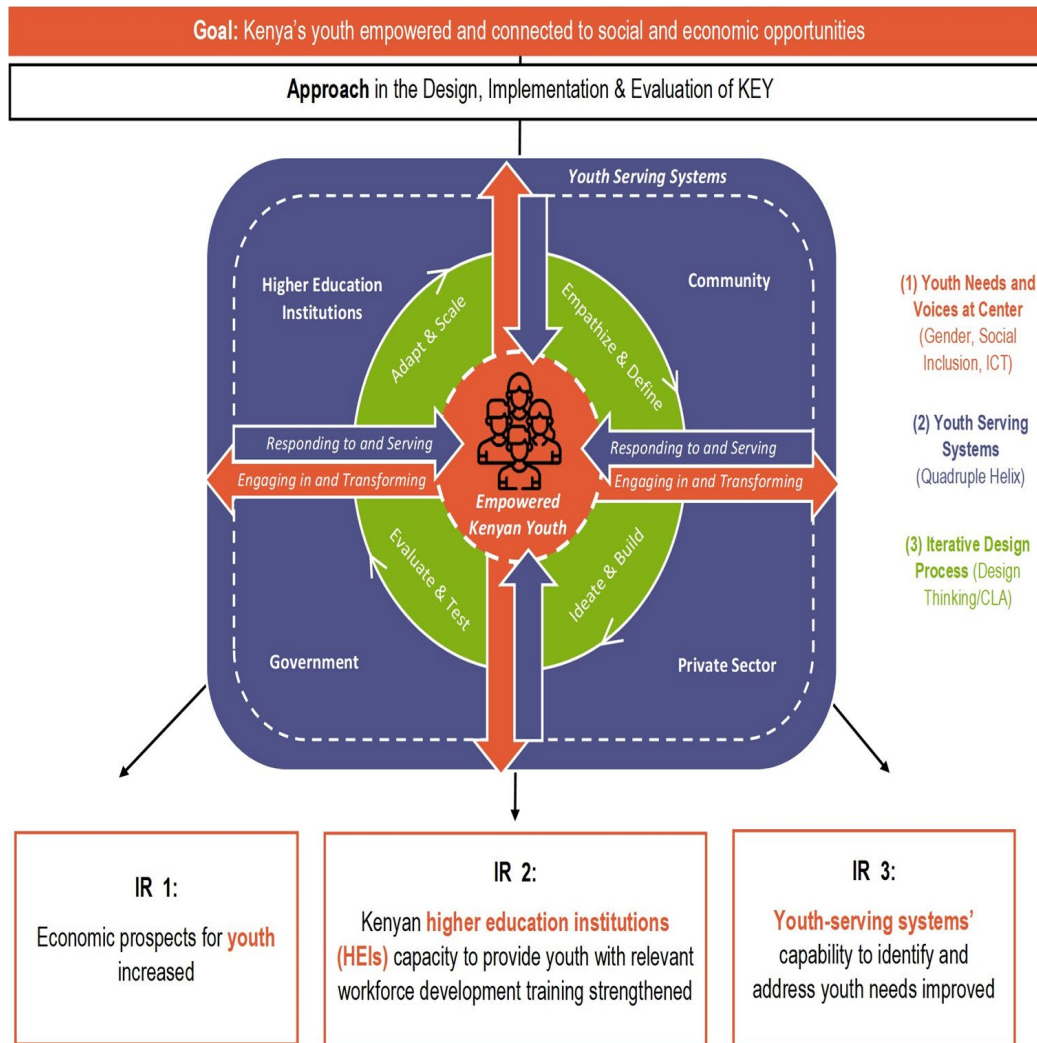 Goal: Kenya's youth empowered and connected to social and economic opportunities
Approach in the Design, Implementation & Evaluation of KEY
Youth Serving Systems
Higher Education
Institutions
Community
Adapt & Scale
Empathize & Define
Responding to and Serving
Engaging in and Transforming
Responding to and Serving
Engaging in and Transforming
Empowered
Kenyan Youth
Evaluate & Test
Ideate & Build
Government
Private Sector
(1) Youth Needs and
Voices at Center
(Gender, Social
Inclusion, ICT)
(2) Youth Serving
Systems
(Quadruple Helix)
(3) Iterative Design
Process (Design
Thinking/CLA)
IR 1:
Economic prospects for youth
increased
IR 2:
Kenyan higher education institutions
(HEIs) capacity to provide youth with relevant
workforce development training strengthened
IR 3:
Youth-serving systems'
capability to identify and
address youth needs improved